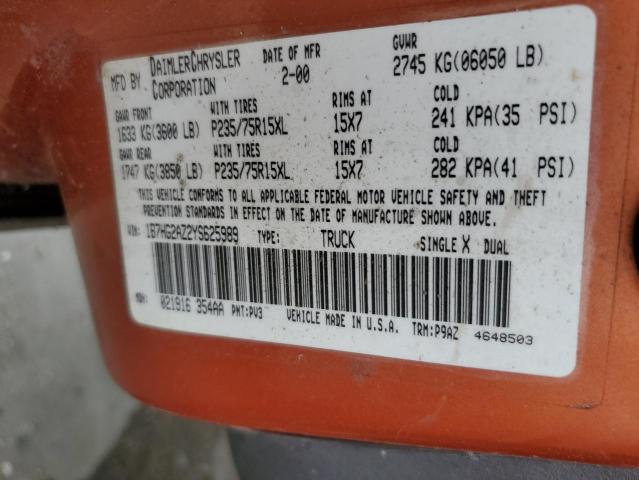 MFD BY DAIMLERCHRYSLER CORPORATION DATE OF MFR 2-00 GVWR 2745 KG(06050 LB)
GAWR FRONT WITH TIRES RIMS AT COLD
1633 KG(3600 LB) P235/75R15XL 15X7 241 KPA(35 PSI)
GAWR REAR WITH TIRES RIMS AT COLD
1747 KG(3850 LB) P235/75R15XL 15X7 282 KPA(41 PSI)
THIS VEHICLE CONFORMS TO ALL APPLICABLE FEDERAL MOTOR VEHICLE SAFETY AND THEFT
PREVENTION STANDARDS IN EFFECT ON THE DATE OF MANUFACTURE SHOWN ABOVE.
VIN: 1B7HG2AZ2YS625989 TYPE: TRUCK SINGLE X DUAL
MDH: 021816 354AA PNT:PV3 VEHICLE MADE IN U.S.A. TRM:P9AZ 4648503